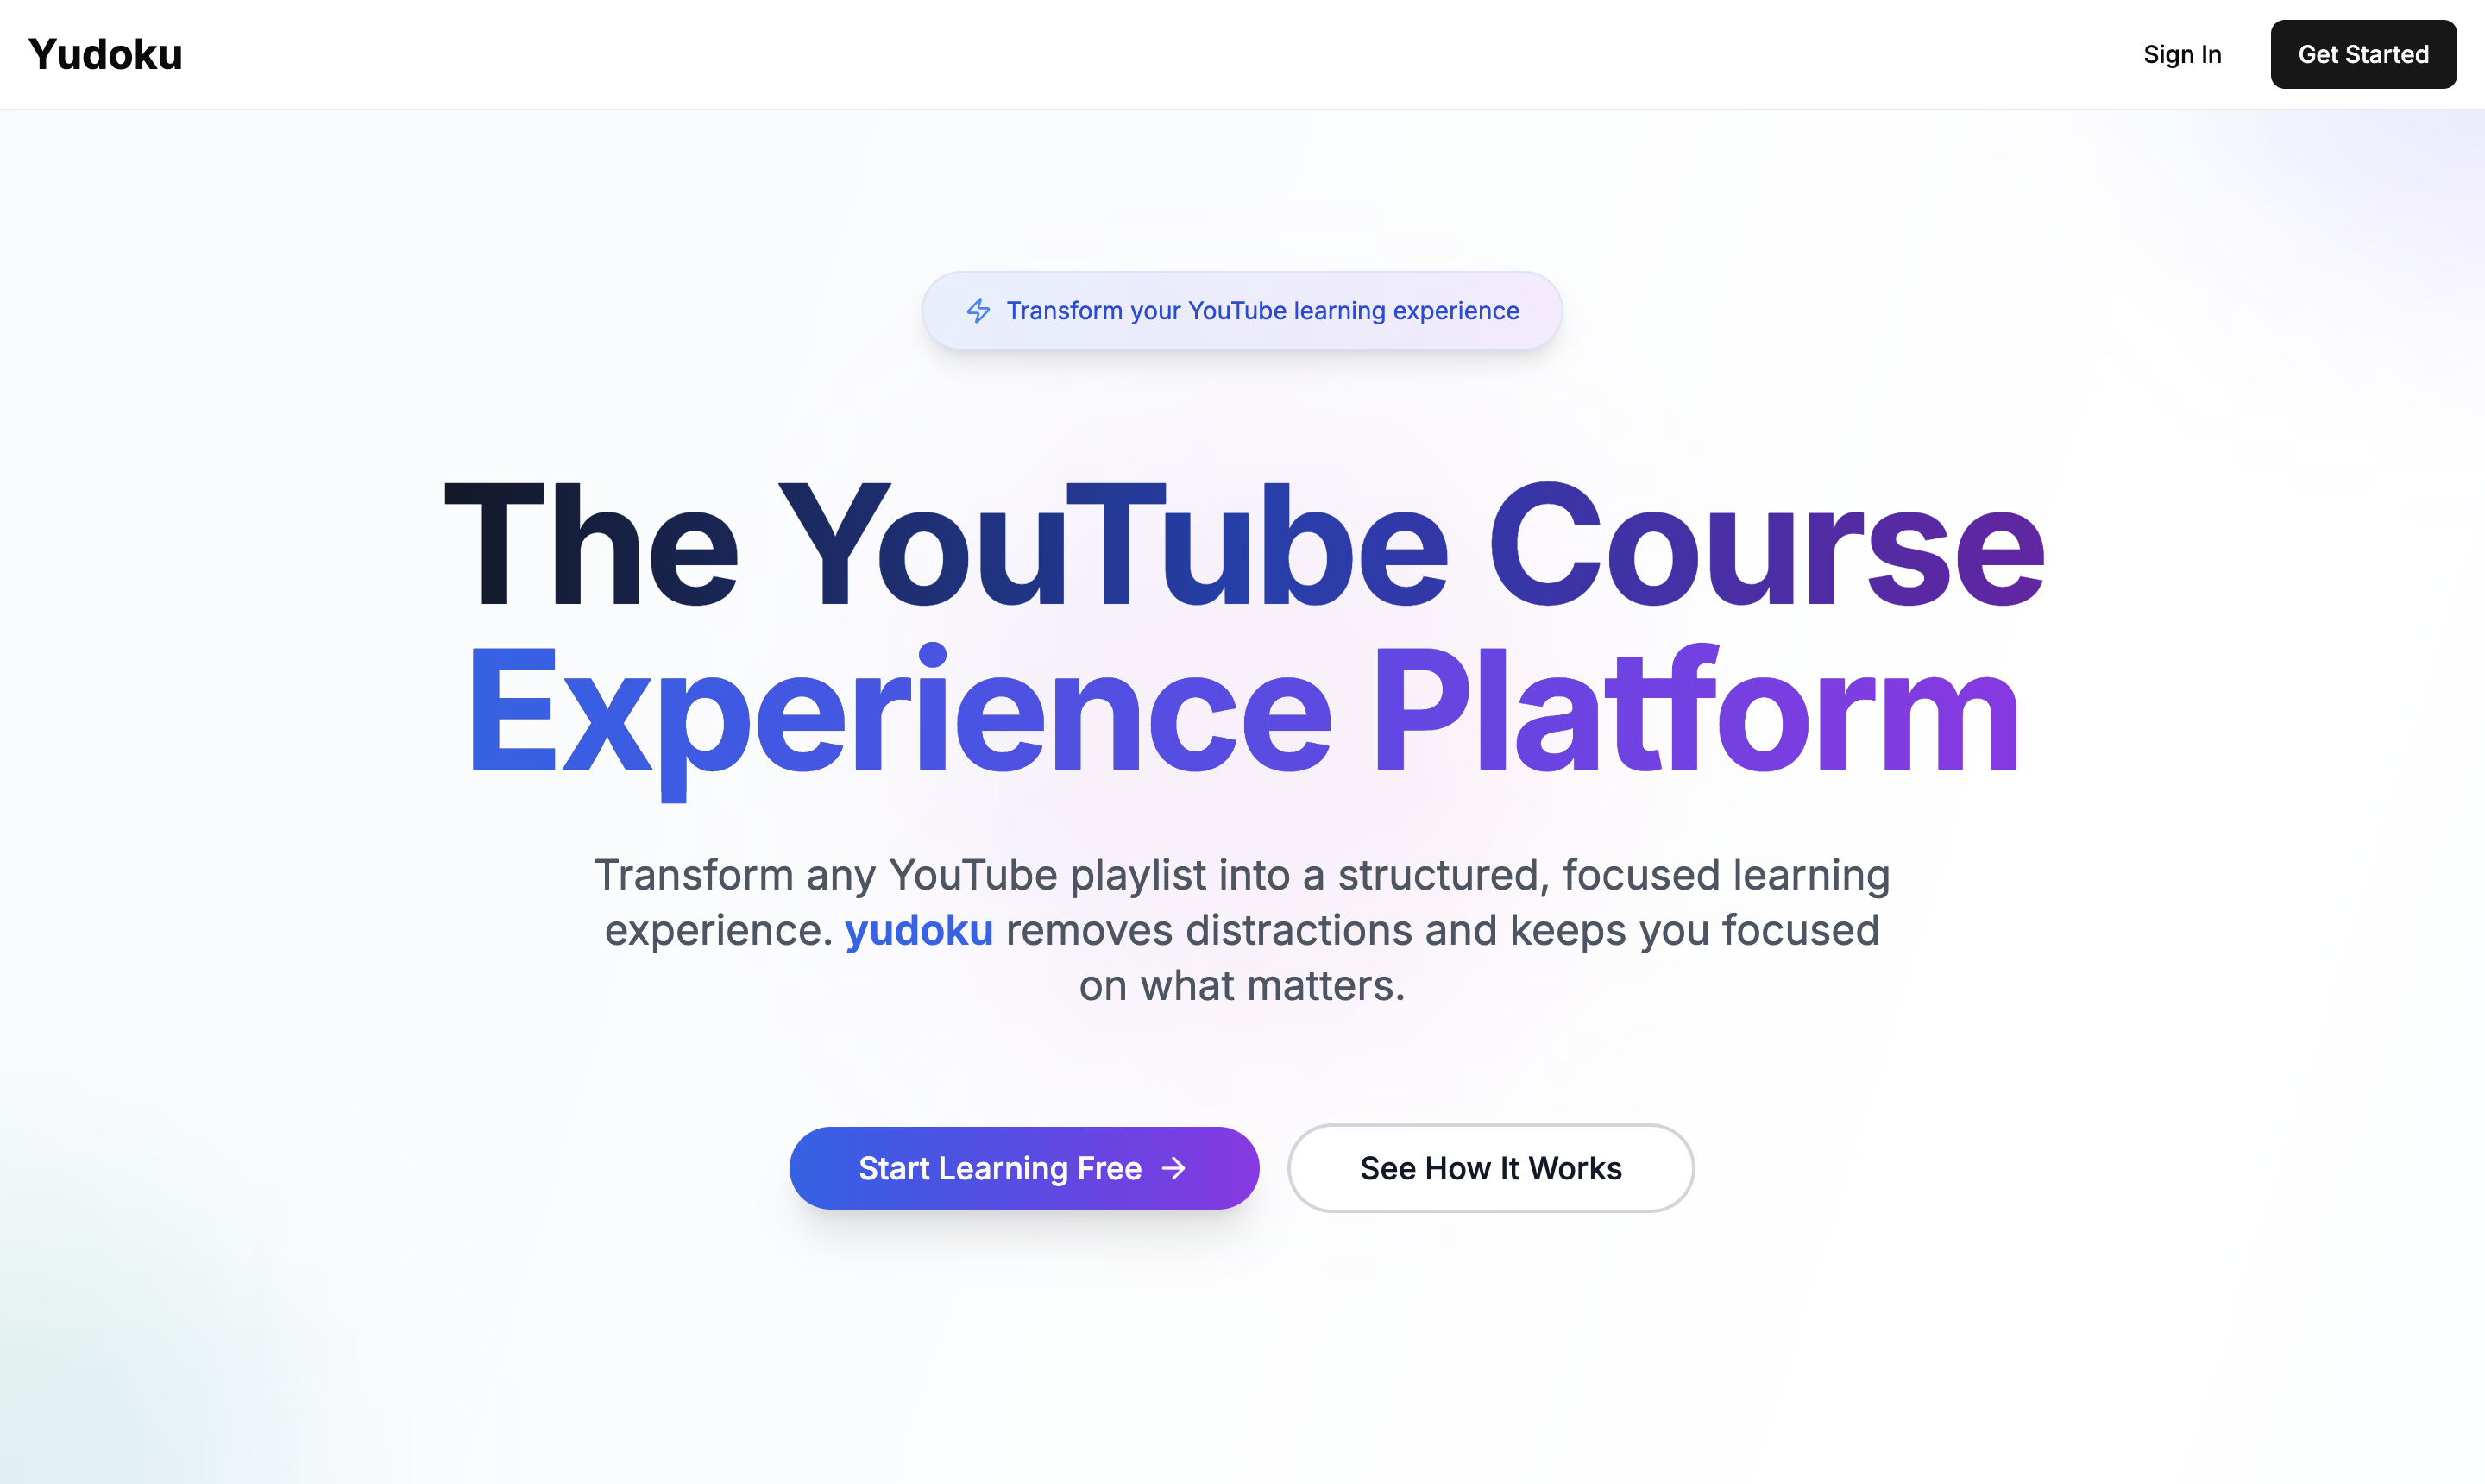 Yudoku
Sign In
Get Started
Transform your YouTube learning experience
The YouTube Course
Experience Platform
Transform any YouTube playlist into a structured, focused learning
experience. yudoku removes distractions and keeps you focused
on what matters.
Start Learning Free
See How It Works